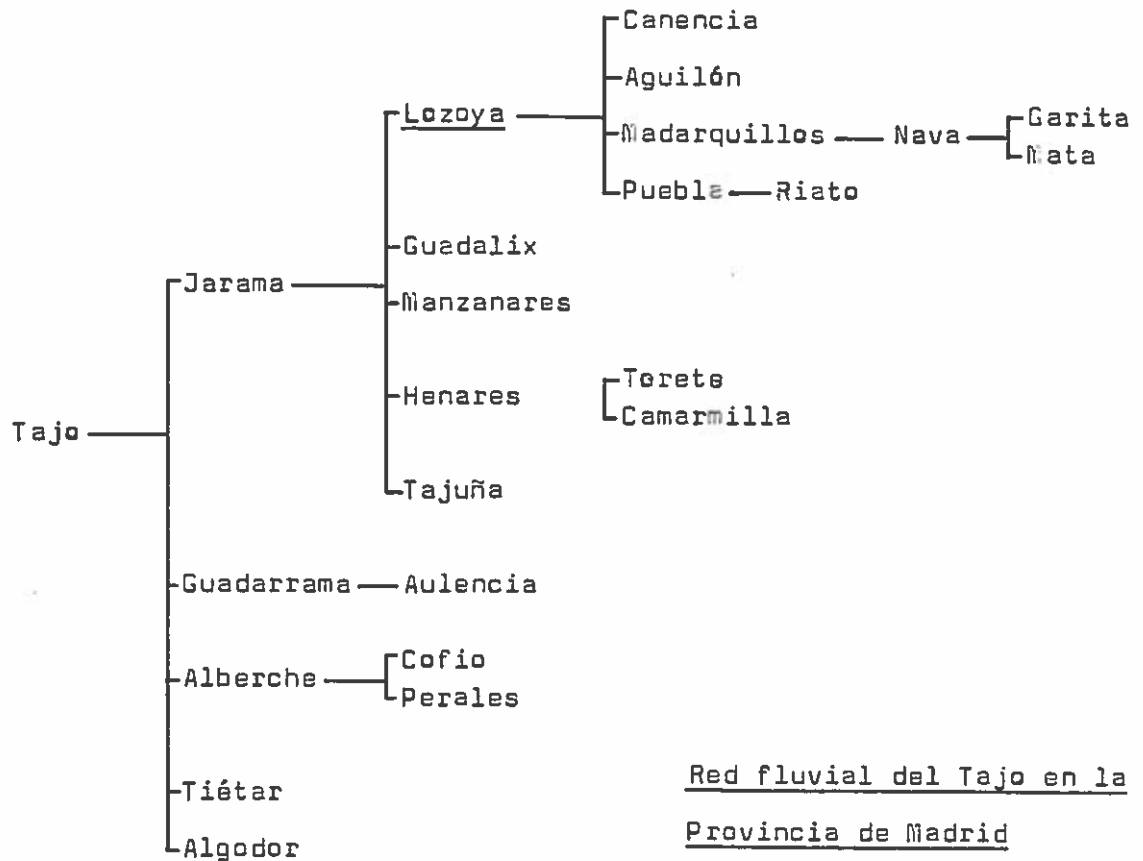 Canencia
Aguilón
Lozoya
Madarquillos
Nava
Garita
Mata
Puebla
Riato
Guadalix
Jarama
Manzanares
Torete
Henares
Camarmilla
Tajo
Tajuña
Guadarrama
Aulencia
Cofio
Alberche
Perales
Tiétar
Algodor
Red fluvial del Tajo en la
Provincia de Madrid